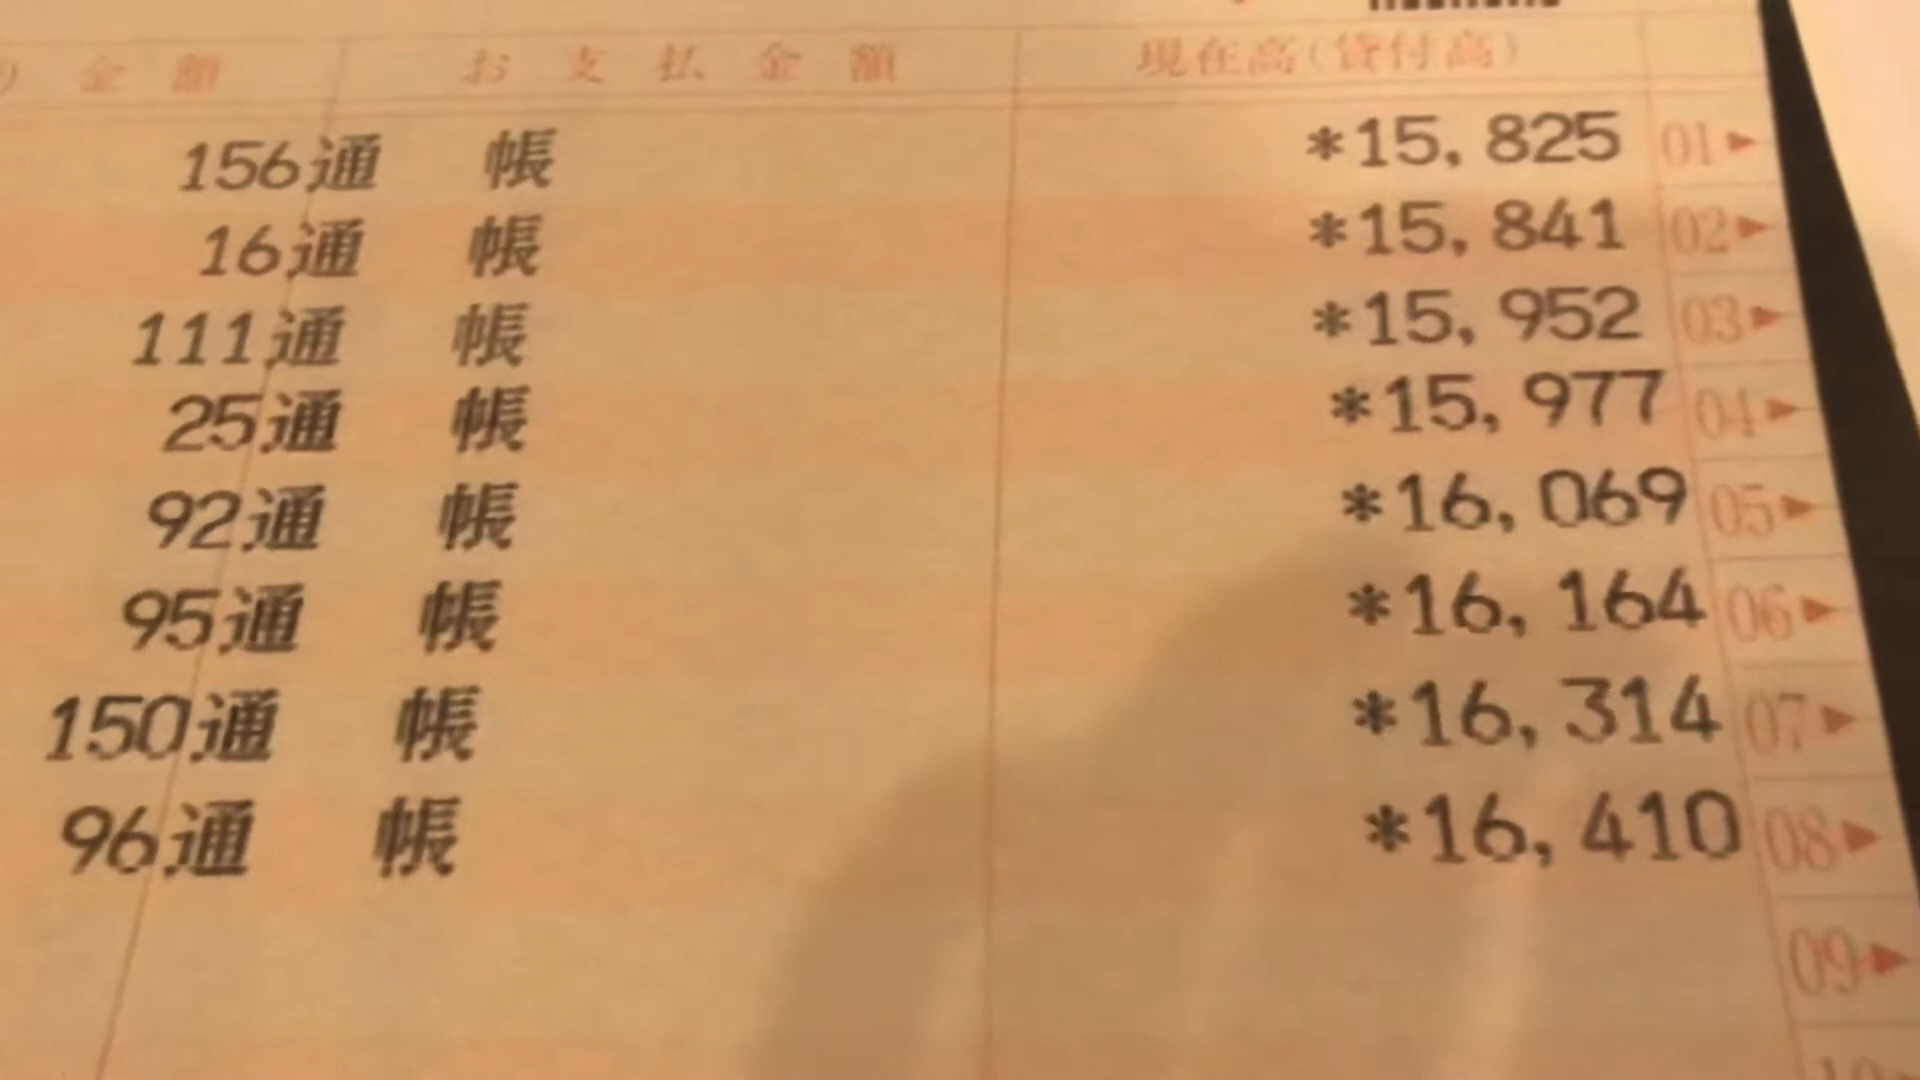 り 金 額 お 支 払 金 額 現在高(貸付高)
156通 帳 *15,825 01▶
16通 帳 *15,841 02▶
111通 帳 *15,952 03▶
25通 帳 *15,977 04▶
92通 帳 *16,069 05▶
95通 帳 *16,164 06▶
150通 帳 *16,314 07▶
96通 帳 *16,410 08▶
09▶